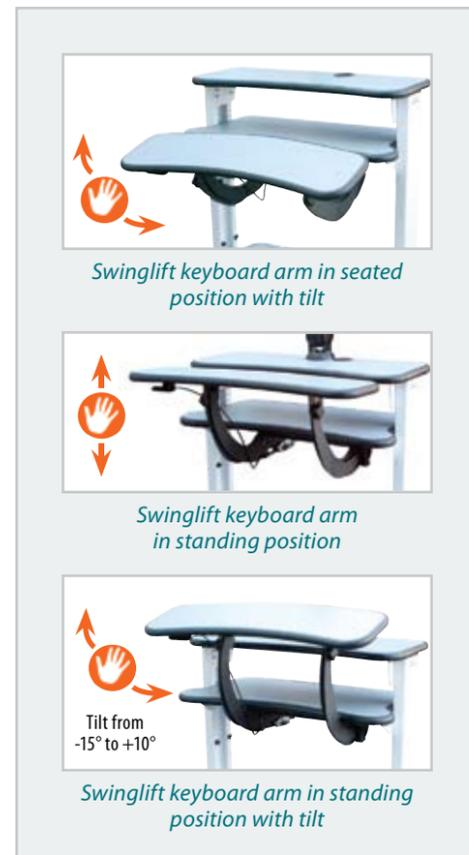 Swinglift keyboard arm in seated
position with tilt
Swinglift keyboard arm
in standing position
Tilt from
-15° to +10°
Swinglift keyboard arm in standing
position with tilt